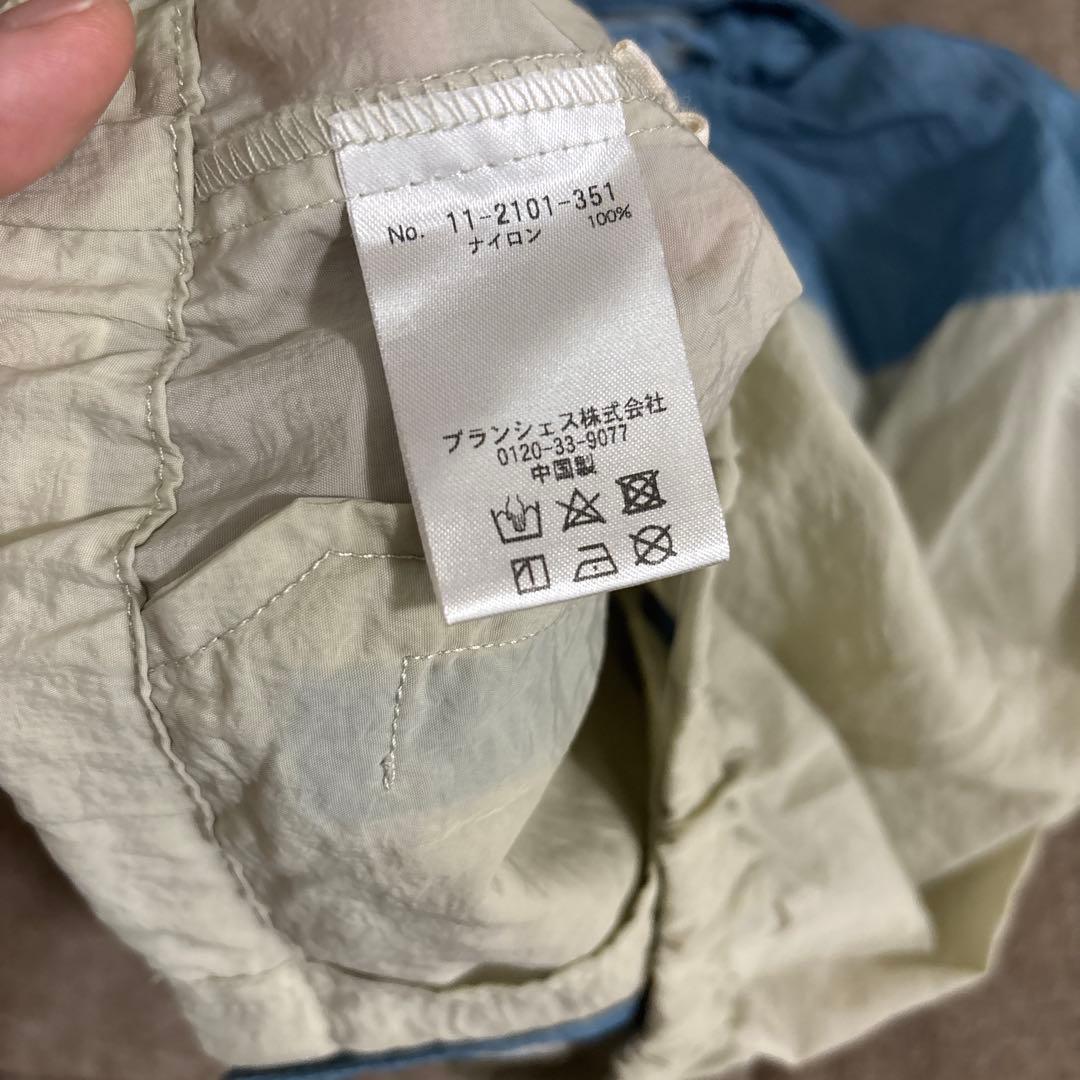 No. 11-2101-351
ナイロン 100%
ブランシェス株式会社
0120-33-9077
中国製